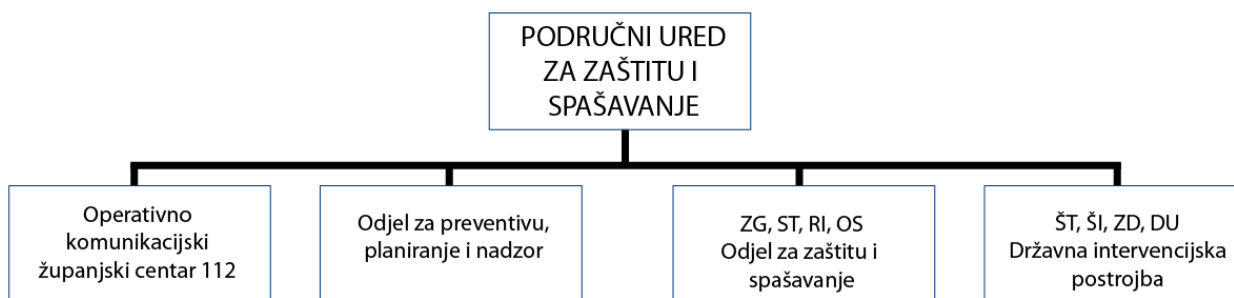 PODRUČNI URED
ZA ZAŠTITU I
SPAŠAVANJE
Operativno
komunikacijski
županjski centar 112
Odjel za preventivu,
planiranje i nadzor
ZG, ST, RI, OS
Odjel za zaštitu i
spašavanje
ŠT, ŠI, ZD, DU
Državna intervencijska
postrojba